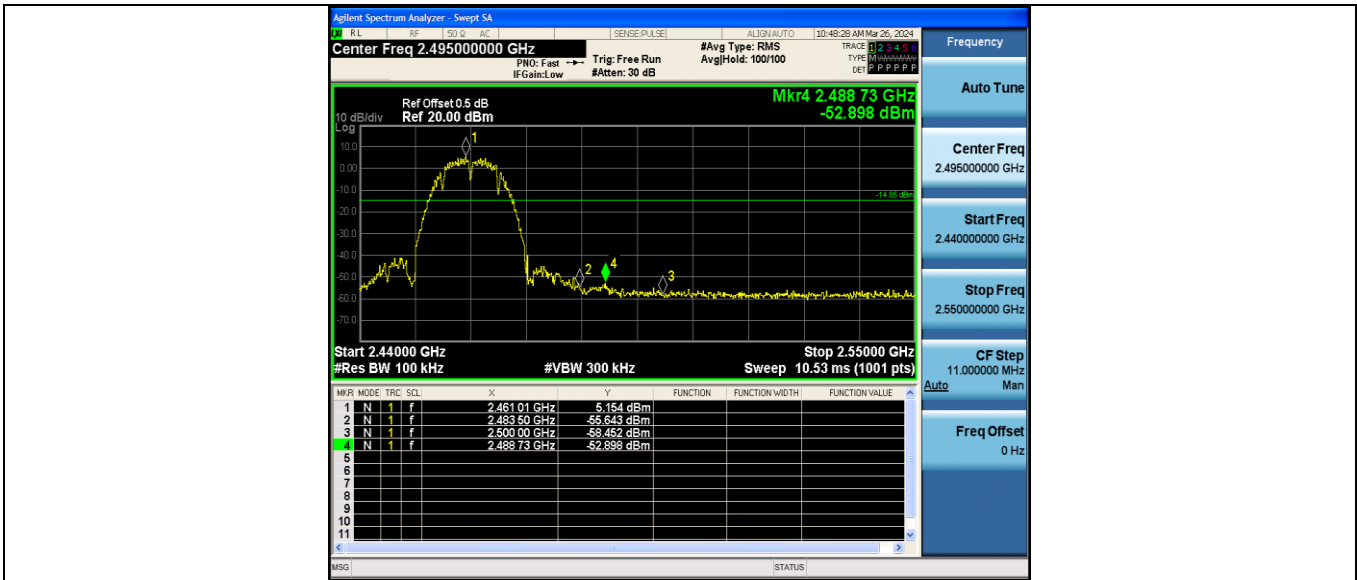 Agilent Spectrum Analyzer - Swept SA
RL RF 50 Ω AC SENSE:PULSE ALIGNAUTO 10:48:28 AM Mar 26, 2024
Center Freq 2.495000000 GHz
#Avg Type: RMS
TRACE 1 2 3 4 5 6
PNO: Fast Trig: Free Run
Avg|Hold: 100/100
TYPE M
IFGain:Low #Atten: 30 dB
DET P P P P P P
Frequency
Auto Tune
Center Freq
2.495000000 GHz
Start Freq
2.440000000 GHz
Stop Freq
2.550000000 GHz
CF Step
11.000000 MHz
Auto Man
Freq Offset
0 Hz
Mkr4 2.488 73 GHz
-52.898 dBm
Ref Offset 0.5 dB
10 dB/div Ref 20.00 dBm
Log
1
10.0
0.00
-10.0
-14.85 dBm
-20.0
-30.0
-40.0
2 4 3
-50.0
-60.0
-70.0
Start 2.44000 GHz Stop 2.55000 GHz
#Res BW 100 kHz #VBW 300 kHz Sweep 10.53 ms (1001 pts)
MKR MODE TRC SCL X Y FUNCTION FUNCTION WIDTH FUNCTION VALUE
1 N 1 f 2.461 01 GHz 5.154 dBm
2 N 1 f 2.483 50 GHz -55.643 dBm
3 N 1 f 2.500 00 GHz -58.452 dBm
4 N 1 f 2.488 73 GHz -52.898 dBm
5
6
7
8
9
10
11
MSG STATUS